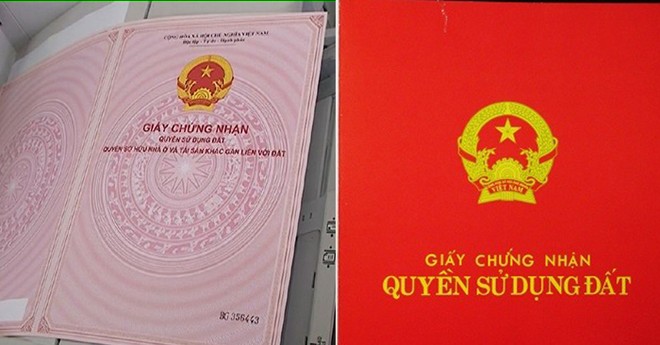 CỘNG HÒA XÃ HỘI CHỦ NGHĨA VIỆT NAM
Độc lập - Tự do - Hạnh phúc
GIẤY CHỨNG NHẬN
QUYỀN SỬ DỤNG ĐẤT
QUYỀN SỞ HỮU NHÀ Ở VÀ TÀI SẢN KHÁC GẮN LIỀN VỚI ĐẤT
BG 356443
VIỆT NAM
GIẤY CHỨNG NHẬN
QUYỀN SỬ DỤNG ĐẤT